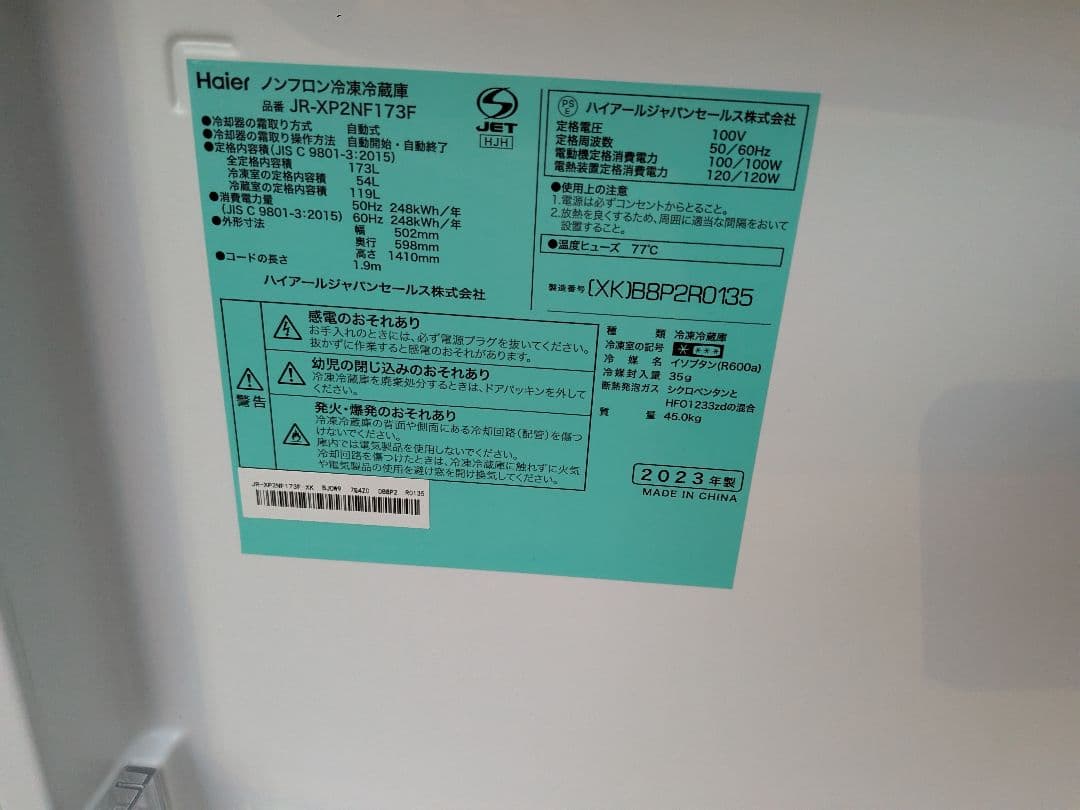 Haier ノンフロン冷凍冷蔵庫
品番 JR-XP2NF173F
●冷却器の霜取り方式 自動式
●冷却器の霜取り操作方法 自動開始・自動終了
●定格内容積(JIS C 9801-3:2015)
全定格内容積 173L
冷凍室の定格内容積 54L
冷蔵室の定格内容積 119L
●消費電力量 50Hz 248kWh/年
(JIS C 9801-3:2015) 60Hz 248kWh/年
●外形寸法 幅 502mm
奥行 598mm
高さ 1410mm
●コードの長さ 1.9m
ハイアールジャパンセールス株式会社
JET
HJH
PS E ハイアールジャパンセールス株式会社
定格電圧 100V
定格周波数 50/60Hz
電動機定格消費電力 100/100W
電熱装置定格消費電力 120/120W
●使用上の注意
1.電源は必ずコンセントからとること。
2.放熱を良くするため、周囲に適当な間隔をおいて
設置すること。
●温度ヒューズ 77℃
製造番号 (XK)B8P2R0135
警告
感電のおそれあり
お手入れのときには、必ず電源プラグを抜いてください。
抜かずに作業すると感電のおそれがあります。
幼児の閉じ込みのおそれあり
冷凍冷蔵庫を廃棄処分するときは、ドアパッキンを外して
ください。
発火・爆発のおそれあり
冷凍冷蔵庫の背面や側面にある冷却回路(配管)を傷つ
けないでください。
庫内では電気製品を使用しないでください。
冷却回路を傷つけたときは、冷凍冷蔵庫に触れずに火気
や電気製品の使用を避け窓を開け換気してください。
種類 冷凍冷蔵庫
冷凍室の記号
冷媒名 イソブタン(R600a)
冷媒封入量 35g
断熱発泡ガス シクロペンタンと
HFO1233zdの混合
質量 45.0kg
2023年製
MADE IN CHINA
JR-XP2NF173F XK BJ0W9 7G4Z0 0B8P2 R0135